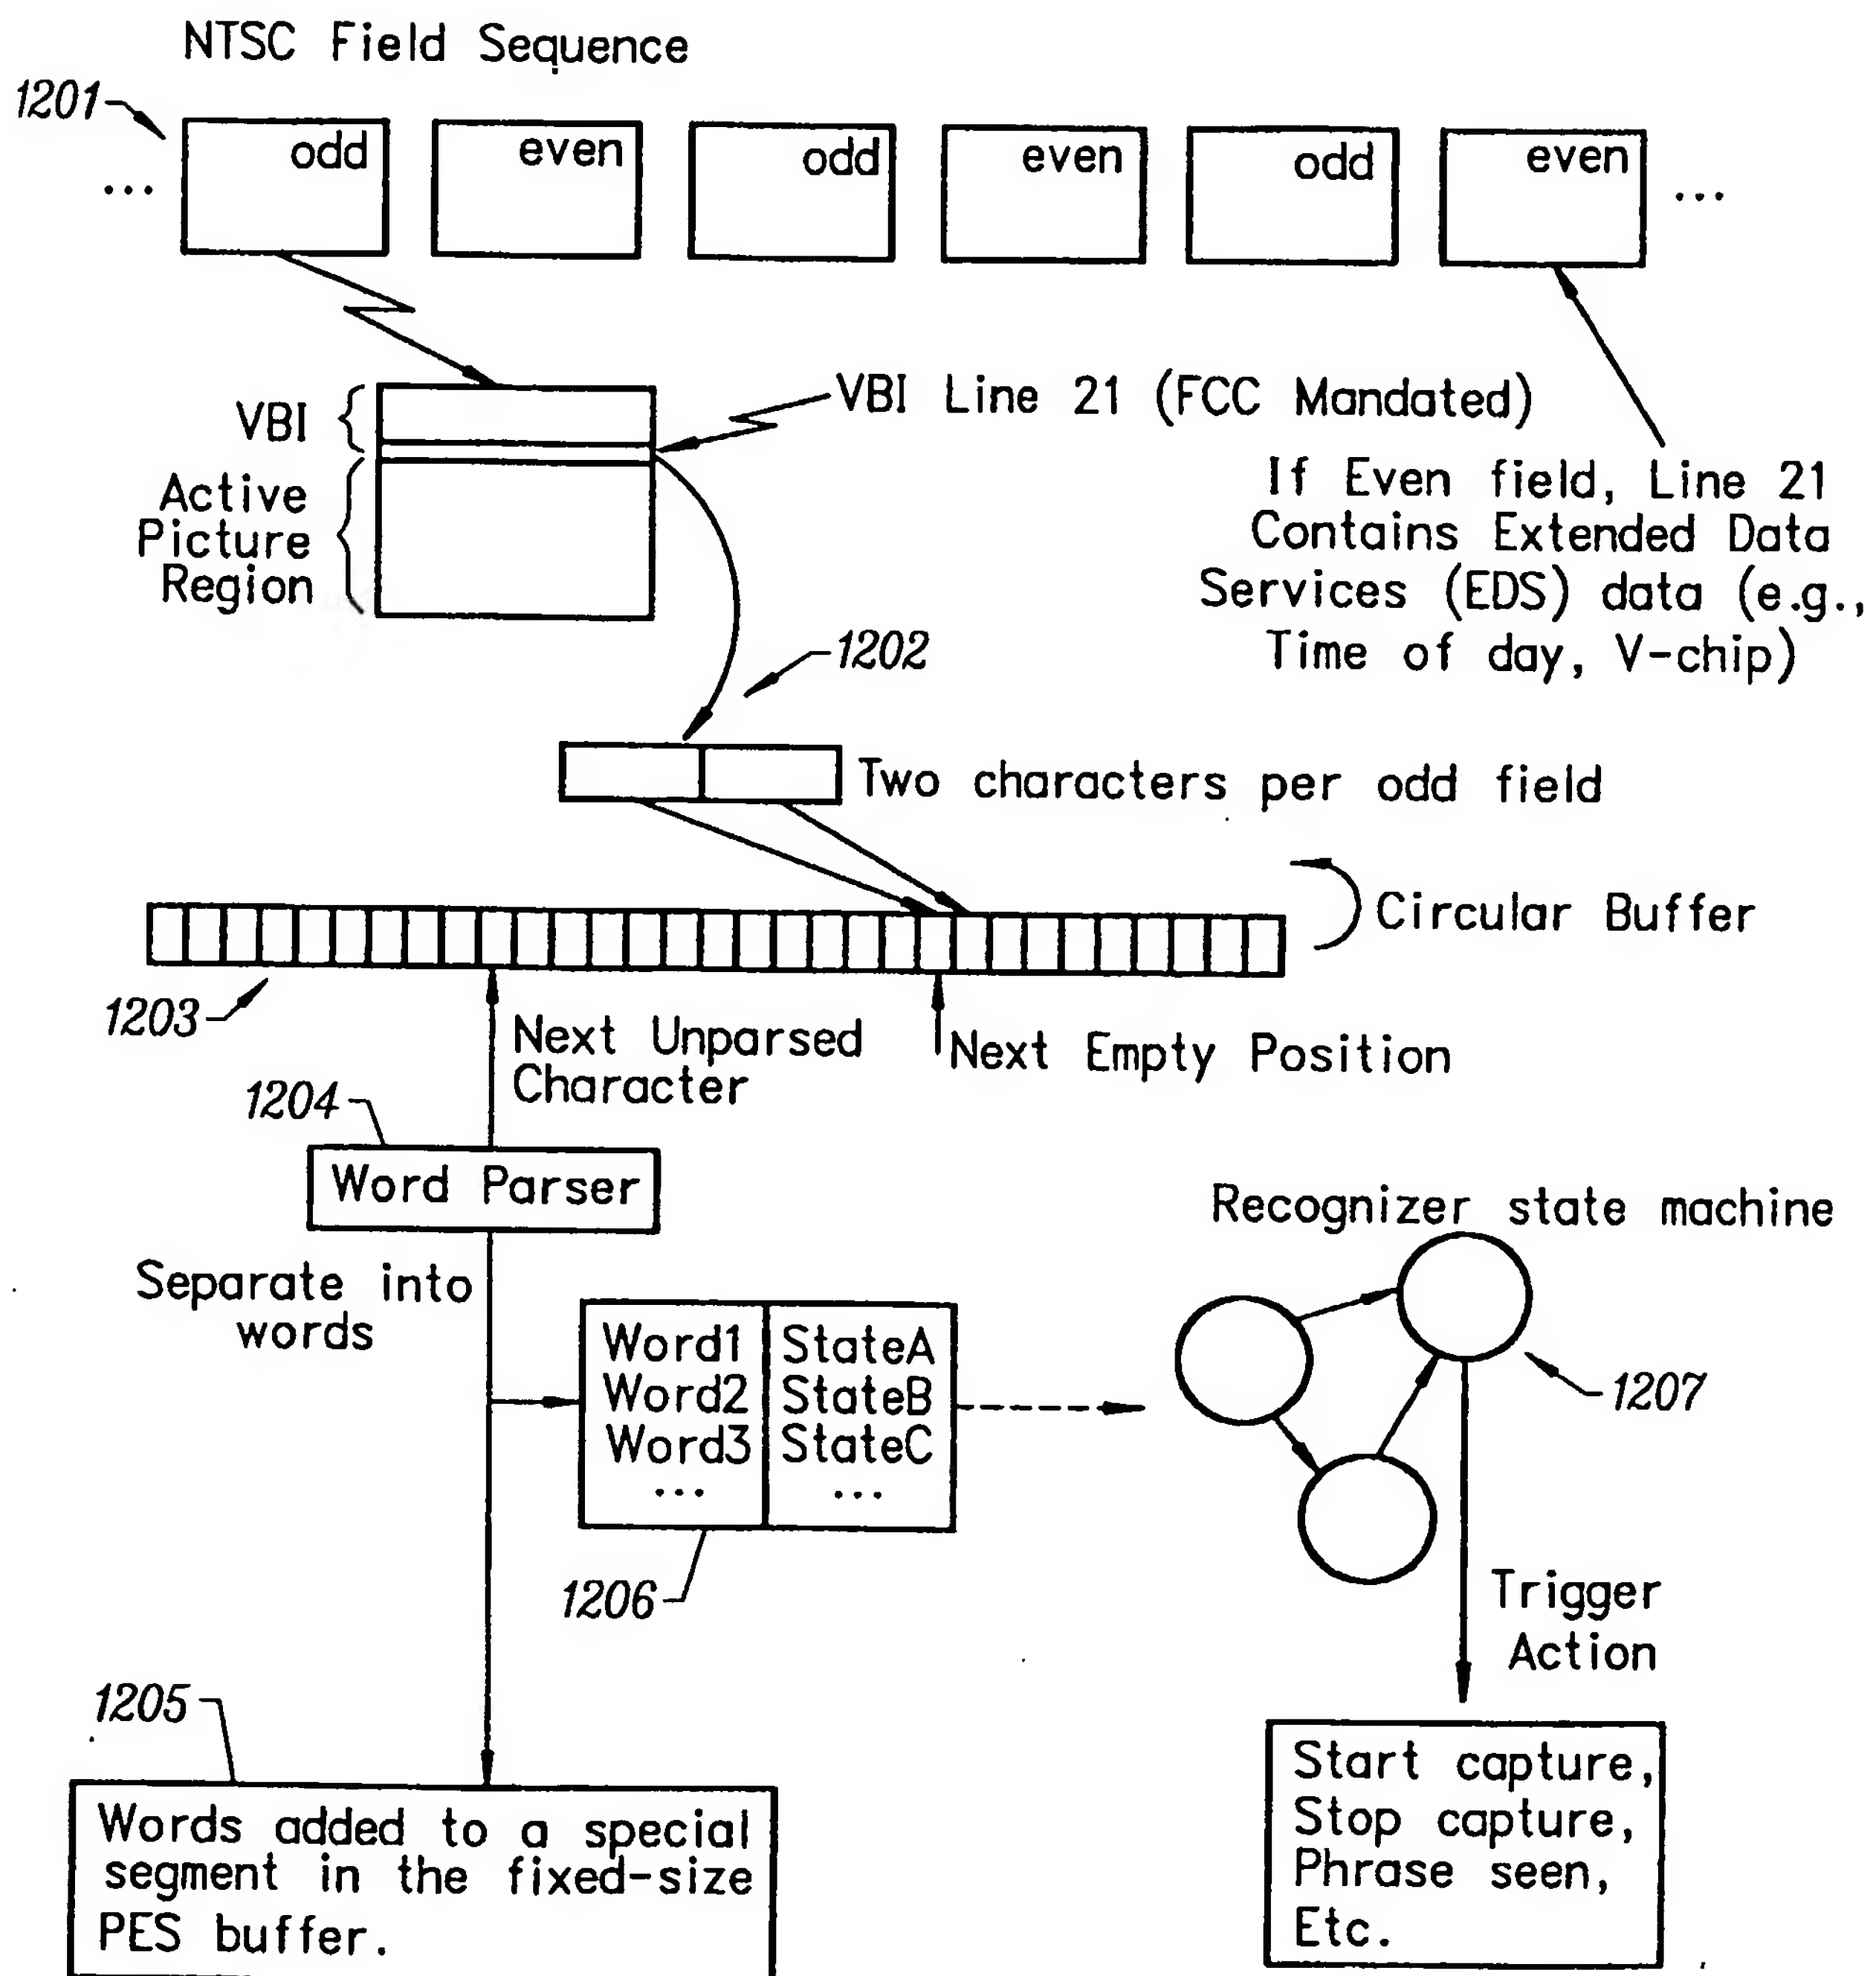 NTSC Field Sequence
1201
odd
even
odd
even
odd
even
...
...
VBI
VBI Line 21 (FCC Mandated)
Active
Picture
Region
If Even field, Line 21
Contains Extended Data
Services (EDS) data (e.g.,
Time of day, V-chip)
1202
Two characters per odd field
Circular Buffer
1203
Next Unparsed
Character
Next Empty Position
1204
Word Parser
Separate into
words
Word1 StateA
Word2 StateB
Word3 StateC
... ...
1206
Recognizer state machine
1207
Trigger
Action
1205
Words added to a special
segment in the fixed-size
PES buffer.
Start capture,
Stop capture,
Phrase seen,
Etc.